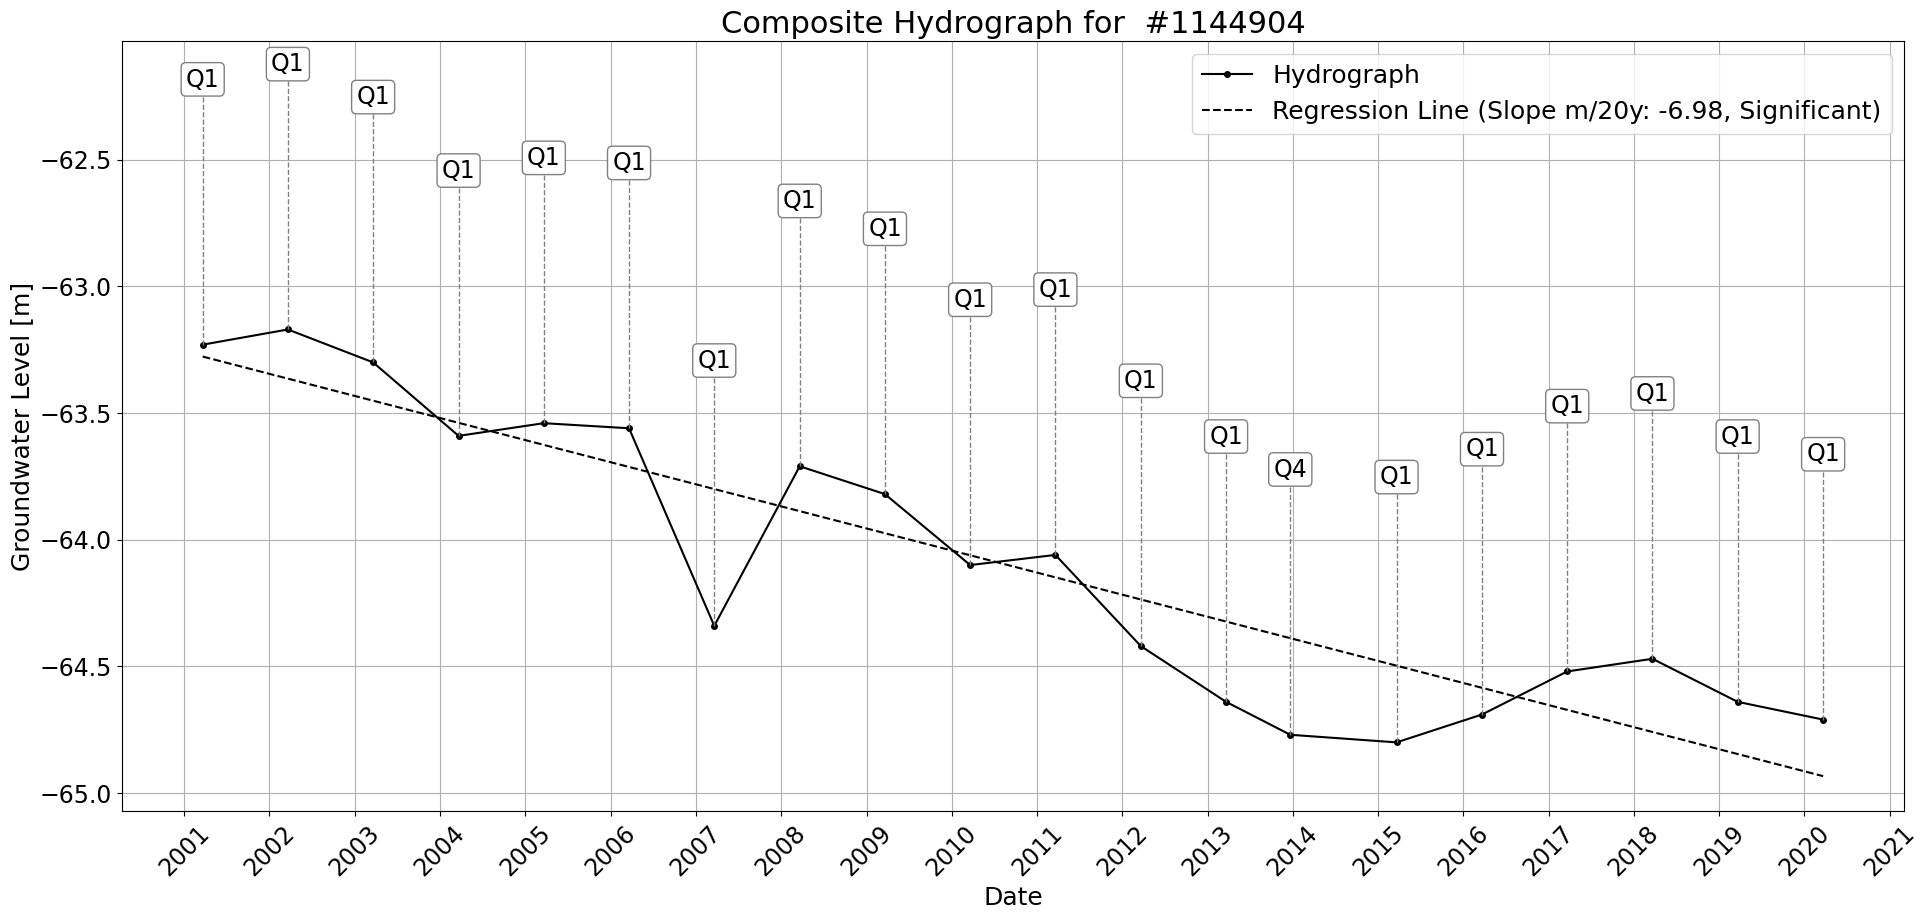 Composite Hydrograph for #1144904
Hydrograph
Regression Line (Slope m/20y: -6.98, Significant)
Q1
Q1
Q1
Q1
Q1
Q1
Q1
Q1
Q1
Q1
Q1
Q1
Q1
Q4
Q1
Q1
Q1
Q1
Q1
Q1
Groundwater Level [m]
−62.5
−63.0
−63.5
−64.0
−64.5
−65.0
2001
2002
2003
2004
2005
2006
2007
2008
2009
2010
2011
2012
2013
2014
2015
2016
2017
2018
2019
2020
2021
Date